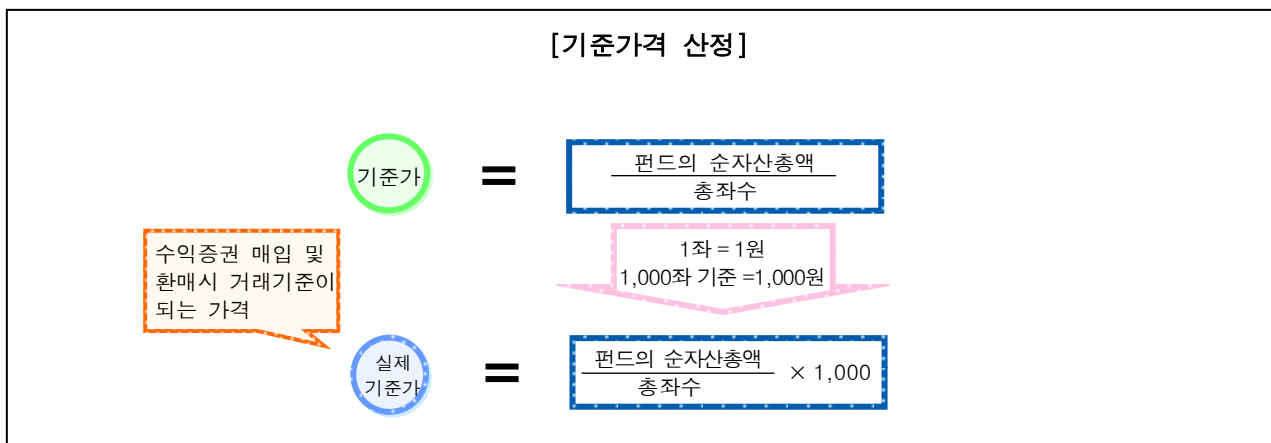 [기준가격 산정]
기준가
=
펀드의 순자산총액
총좌수
수익증권 매입 및
환매시 거래기준이
되는 가격
1좌 = 1원
1,000좌 기준 =1,000원
실제
기준가
=
펀드의 순자산총액
총좌수
× 1,000